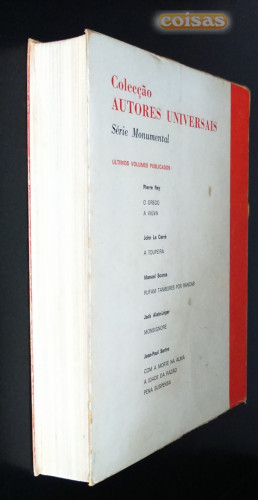 coisas
Colecção
AUTORES UNIVERSAIS
Série Monumental
ÚLTIMOS VOLUMES PUBLICADOS:
Pierre Rey
O GREGO
A VIÚVA
John Le Carré
A TOUPEIRA
Manuel Scorza
RUFAM TAMBORES POR RANCAS
Jack-Alain Léger
MONSIGNORE
Jean-Paul Sartre
COM A MORTE NA ALMA
A IDADE DA RAZÃO
PENA SUSPENSA